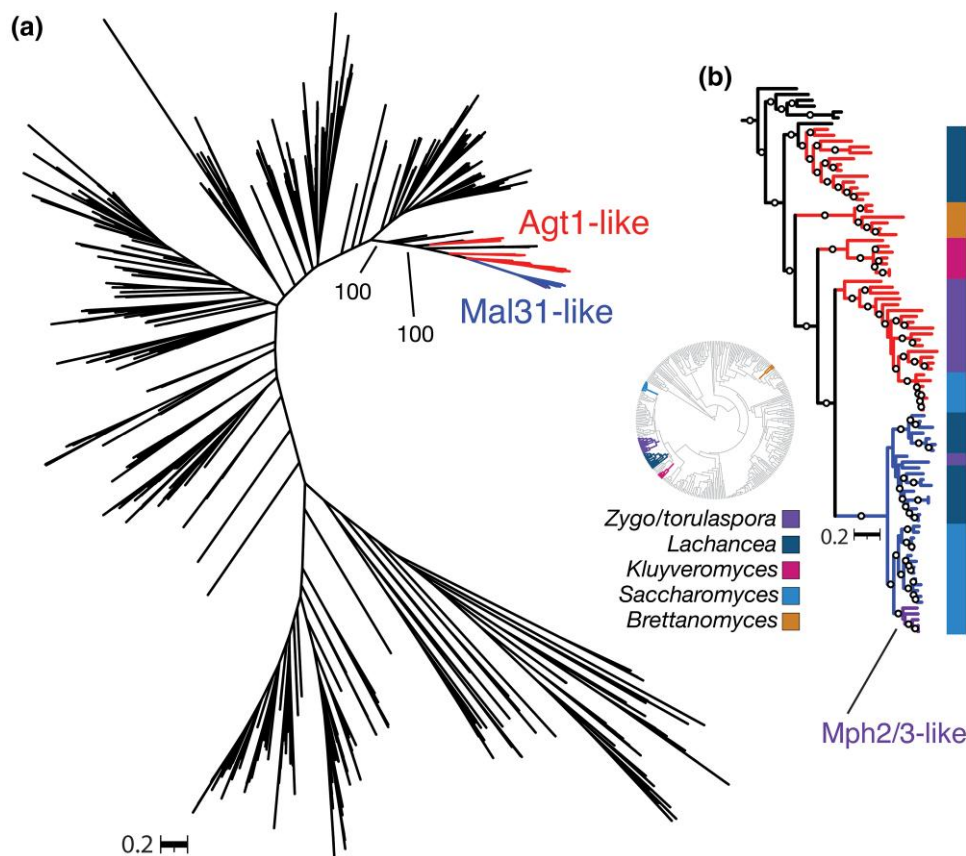 (a)
(b)
Agt1-like
100
Mal31-like
100
Zygo/torulaspora
Lachancea
Kluyveromyces
Saccharomyces
Brettanomyces
0.2
Mph2/3-like
0.2